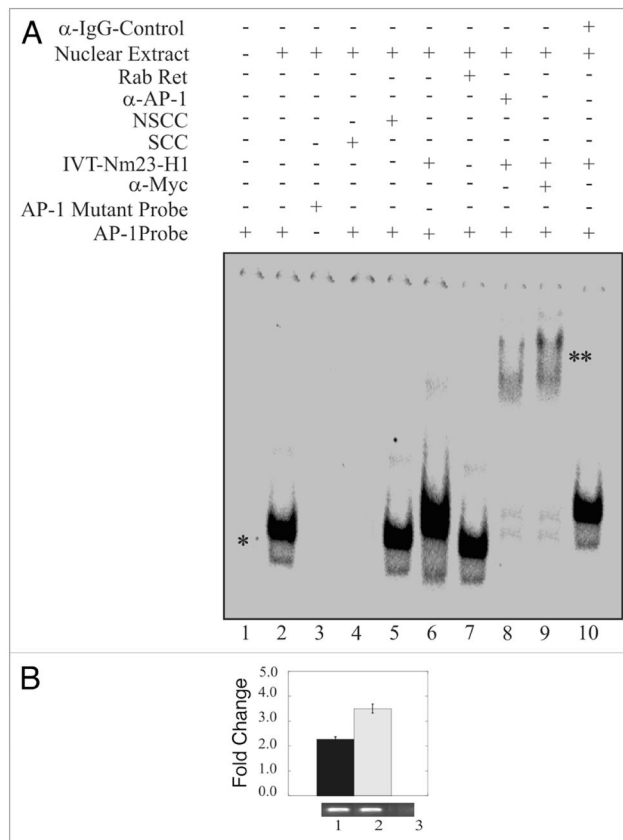 A
α-IgG-Control - - - - - - - - - +
Nuclear Extract - + + + + + + + + +
Rab Ret - - - - - - + - - -
α-AP-1 - - - - - - - + - -
NSCC - - - - + - - - - -
SCC - - - + - - - - - -
IVT-Nm23-H1 - - - - - + - + + +
α-Myc - - - - - - - - + -
AP-1 Mutant Probe - - + - - - - - - -
AP-1Probe + + - + + + + + + +
**
*
1 2 3 4 5 6 7 8 9 10
B
Fold Change
5.0
4.0
3.0
2.0
1.0
0.0
1 2 3